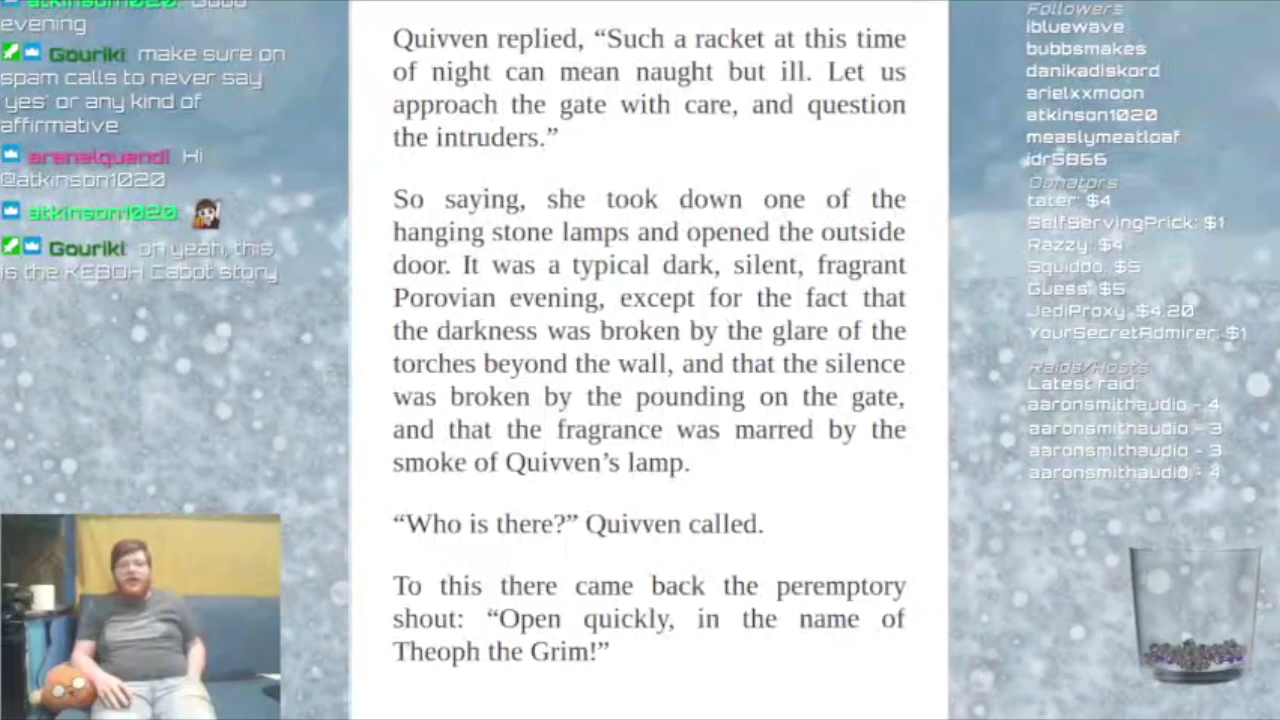 atkinson1020: Good
evening
Gouriki: make sure on
spam calls to never say
'yes' or any kind of
affirmative
aranelquendi: Hi
@atkinson1020
atkinson1020:
Gouriki: oh yeah, this
is the KEBOH Cabot story
Quivven replied, “Such a racket at this time
of night can mean naught but ill. Let us
approach the gate with care, and question
the intruders.”
So saying, she took down one of the
hanging stone lamps and opened the outside
door. It was a typical dark, silent, fragrant
Porovian evening, except for the fact that
the darkness was broken by the glare of the
torches beyond the wall, and that the silence
was broken by the pounding on the gate,
and that the fragrance was marred by the
smoke of Quivven’s lamp.
“Who is there?” Quivven called.
To this there came back the peremptory
shout: “Open quickly, in the name of
Theoph the Grim!”
Followers
ibluewave
bubbsmakes
danikadiskord
arielxxmoon
atkinson1020
measlymeatloaf
idr5866
Donators
tater: $4
SelfServingPrick: $1
Razzy: $4
Squidoo: $5
Guess: $5
JediProxy: $4.20
YourSecretAdmirer: $1
Raids/Hosts
Latest raid:
aaronsmithaudio - 4
aaronsmithaudio - 3
aaronsmithaudio - 3
aaronsmithaudio - 4